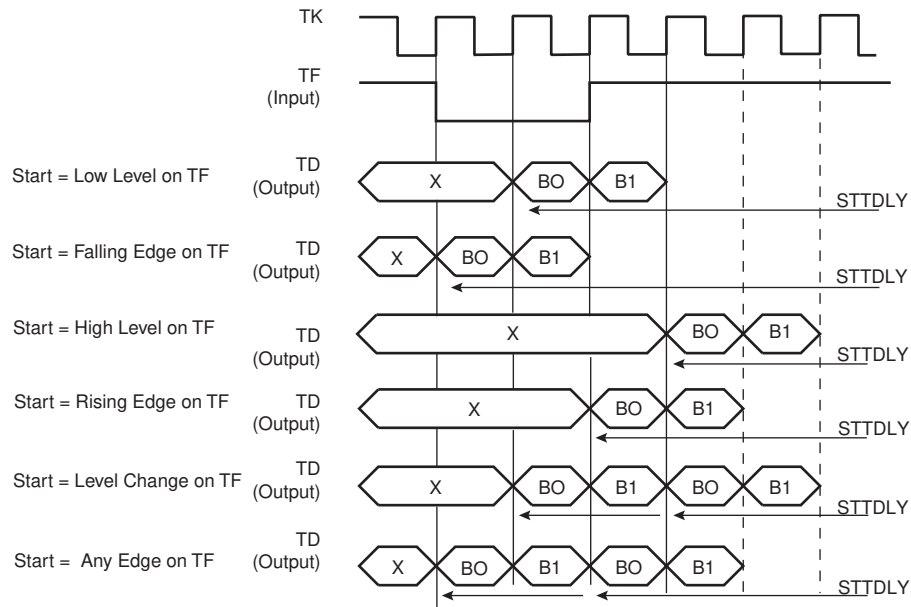 TK
TF
(Input)
Start = Low Level on TF
TD
(Output)
X
BO
B1
STTDLY
Start = Falling Edge on TF
TD
(Output)
X
BO
B1
STTDLY
Start = High Level on TF
TD
(Output)
X
BO
B1
STTDLY
Start = Rising Edge on TF
TD
(Output)
X
BO
B1
STTDLY
Start = Level Change on TF
TD
(Output)
X
BO
B1
BO
B1
STTDLY
Start = Any Edge on TF
TD
(Output)
X
BO
B1
BO
B1
STTDLY